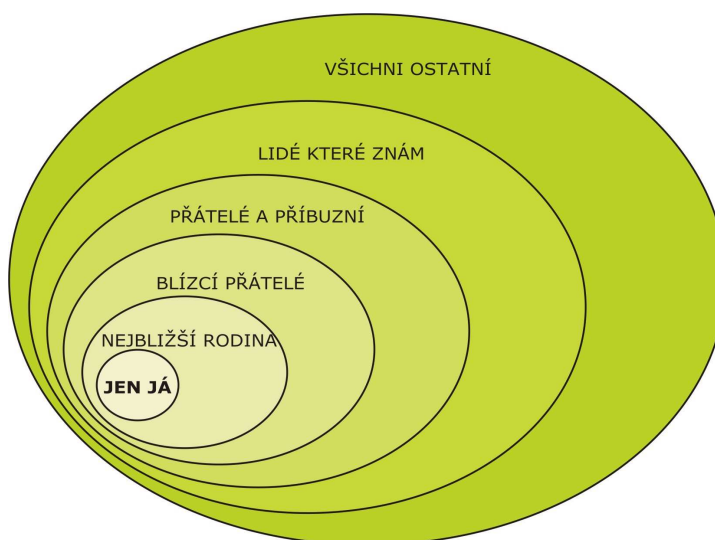 VŠICHNI OSTATNÍ
LIDÉ KTERÉ ZNÁM
PŘÁTELÉ A PŘÍBUZNÍ
BLÍZCÍ PŘÁTELÉ
NEJBLIŽŠÍ RODINA
JEN JÁ